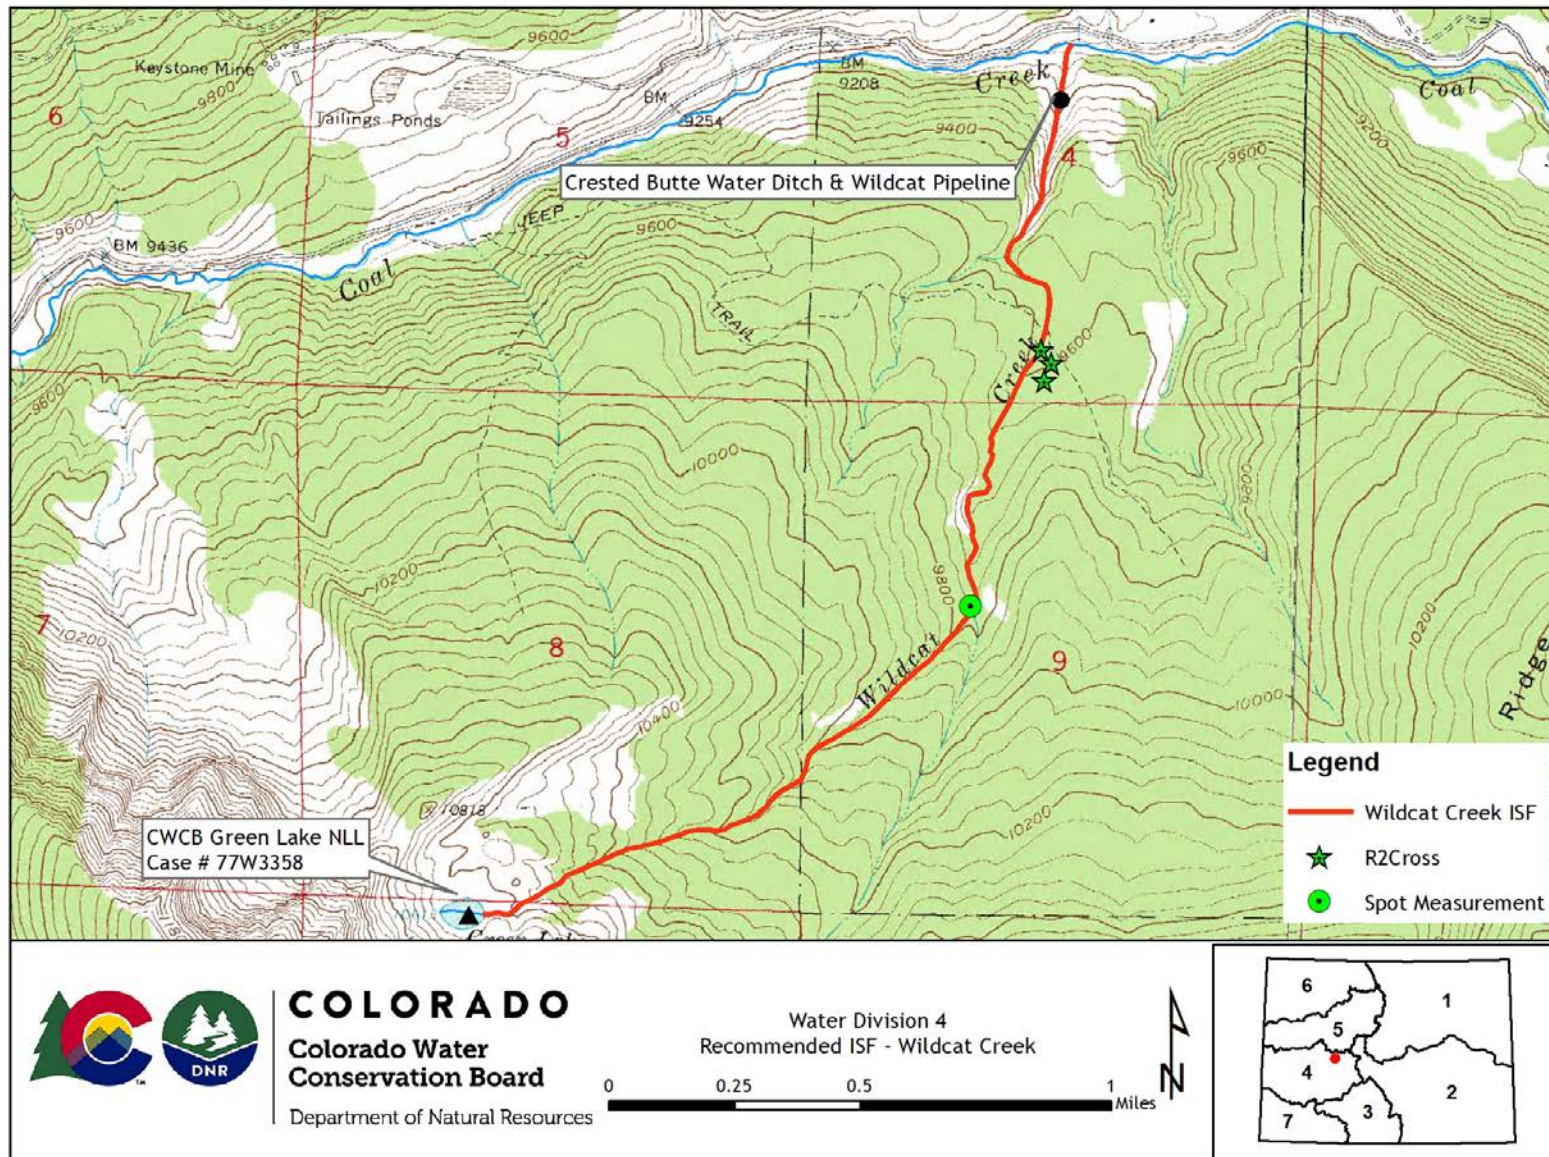 9600
Keystone Mine
9800
Tailings Ponds
BM
9254
BM
9208
Creek
Coal
6
5
4
9400
9600
9200
Crested Butte Water Ditch & Wildcat Pipeline
JEEP
9600
9600
BM 9436
Coal
TRAIL
Creek
9600
9600
10000
9800
10200
9800
7
10200
8
9
Wildcat
10000
10200
Ridge
10400
10818
10200
CWCB Green Lake NLL
Case # 77W3358
Legend
Wildcat Creek ISF
R2Cross
Spot Measurement
COLORADO
Colorado Water
Conservation Board
Department of Natural Resources
DNR
TM
Water Division 4
Recommended ISF - Wildcat Creek
0 0.25 0.5 1
Miles
N
6
1
5
4
2
3
7